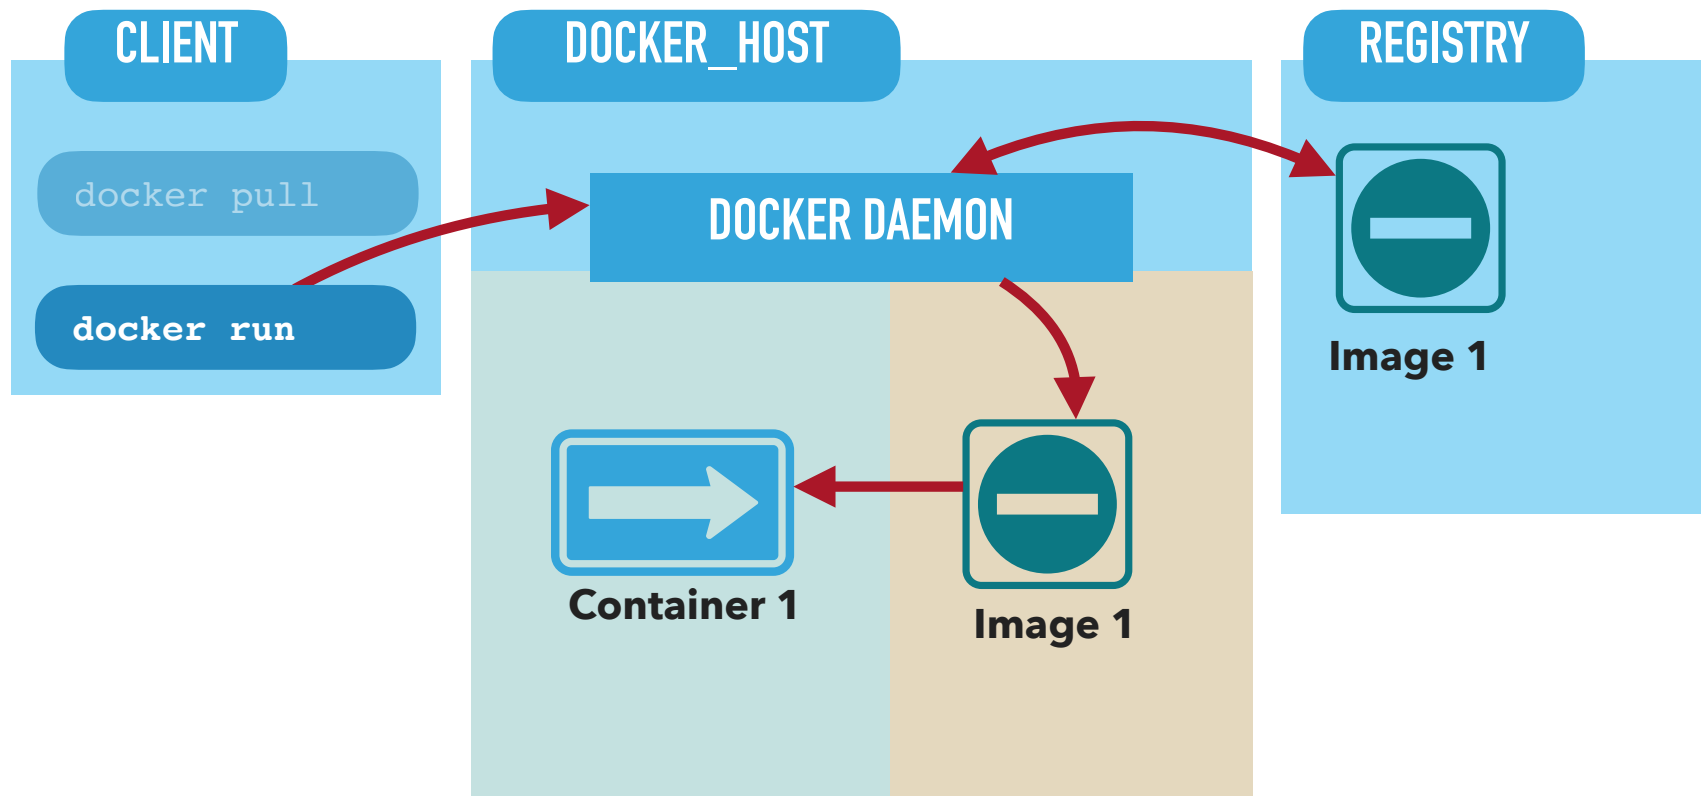 CLIENT
docker pull
docker run
DOCKER_HOST
DOCKER DAEMON
Container 1
Image 1
REGISTRY
Image 1